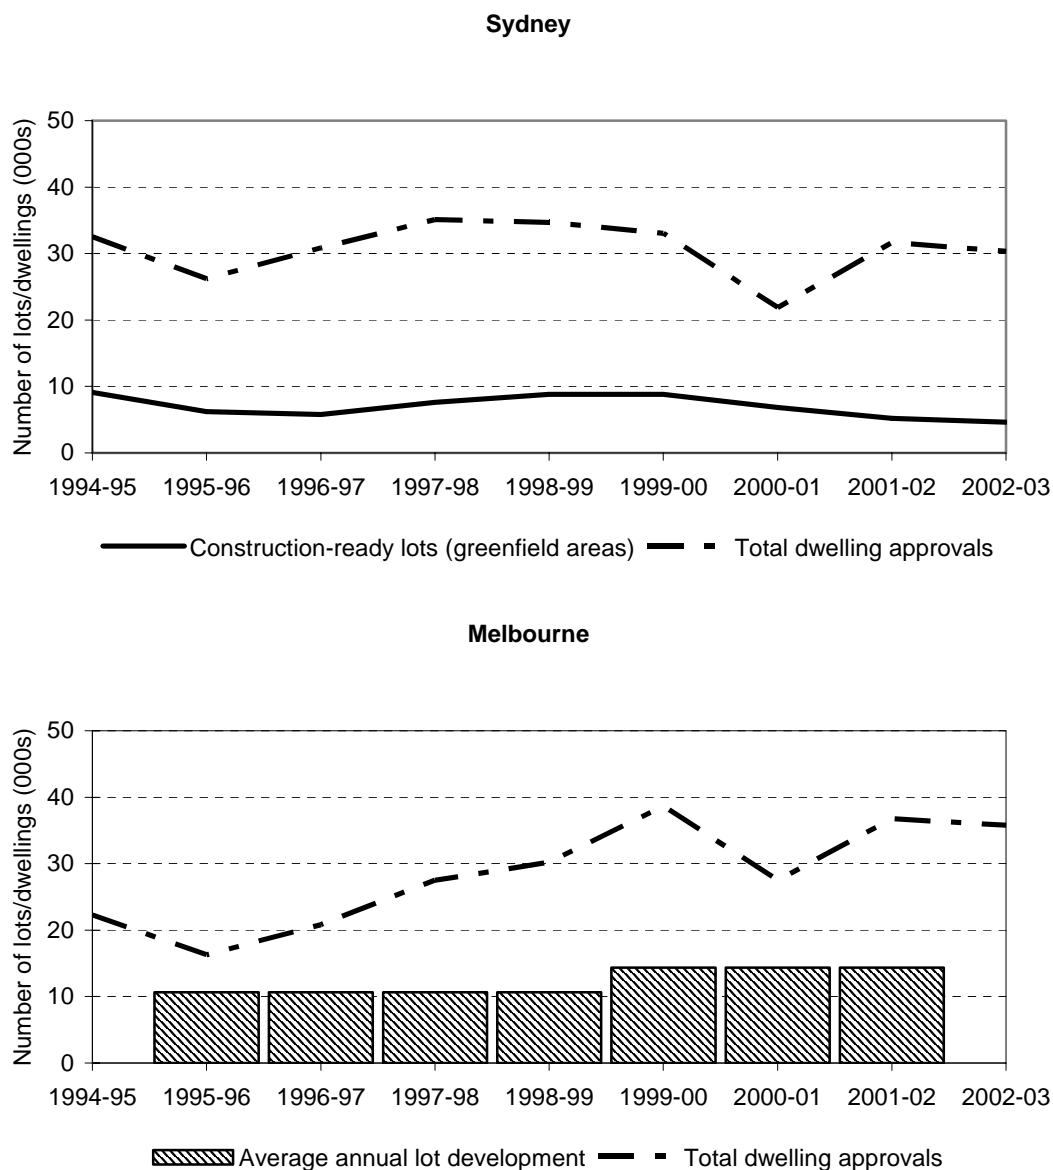 Sydney
Number of lots/dwellings (000s)
50
40
30
20
10
0
1994-95 1995-96 1996-97 1997-98 1998-99 1999-00 2000-01 2001-02 2002-03
Construction-ready lots (greenfield areas) Total dwelling approvals
Melbourne
Number of lots/dwellings (000s)
50
40
30
20
10
0
1994-95 1995-96 1996-97 1997-98 1998-99 1999-00 2000-01 2001-02 2002-03
Average annual lot development Total dwelling approvals